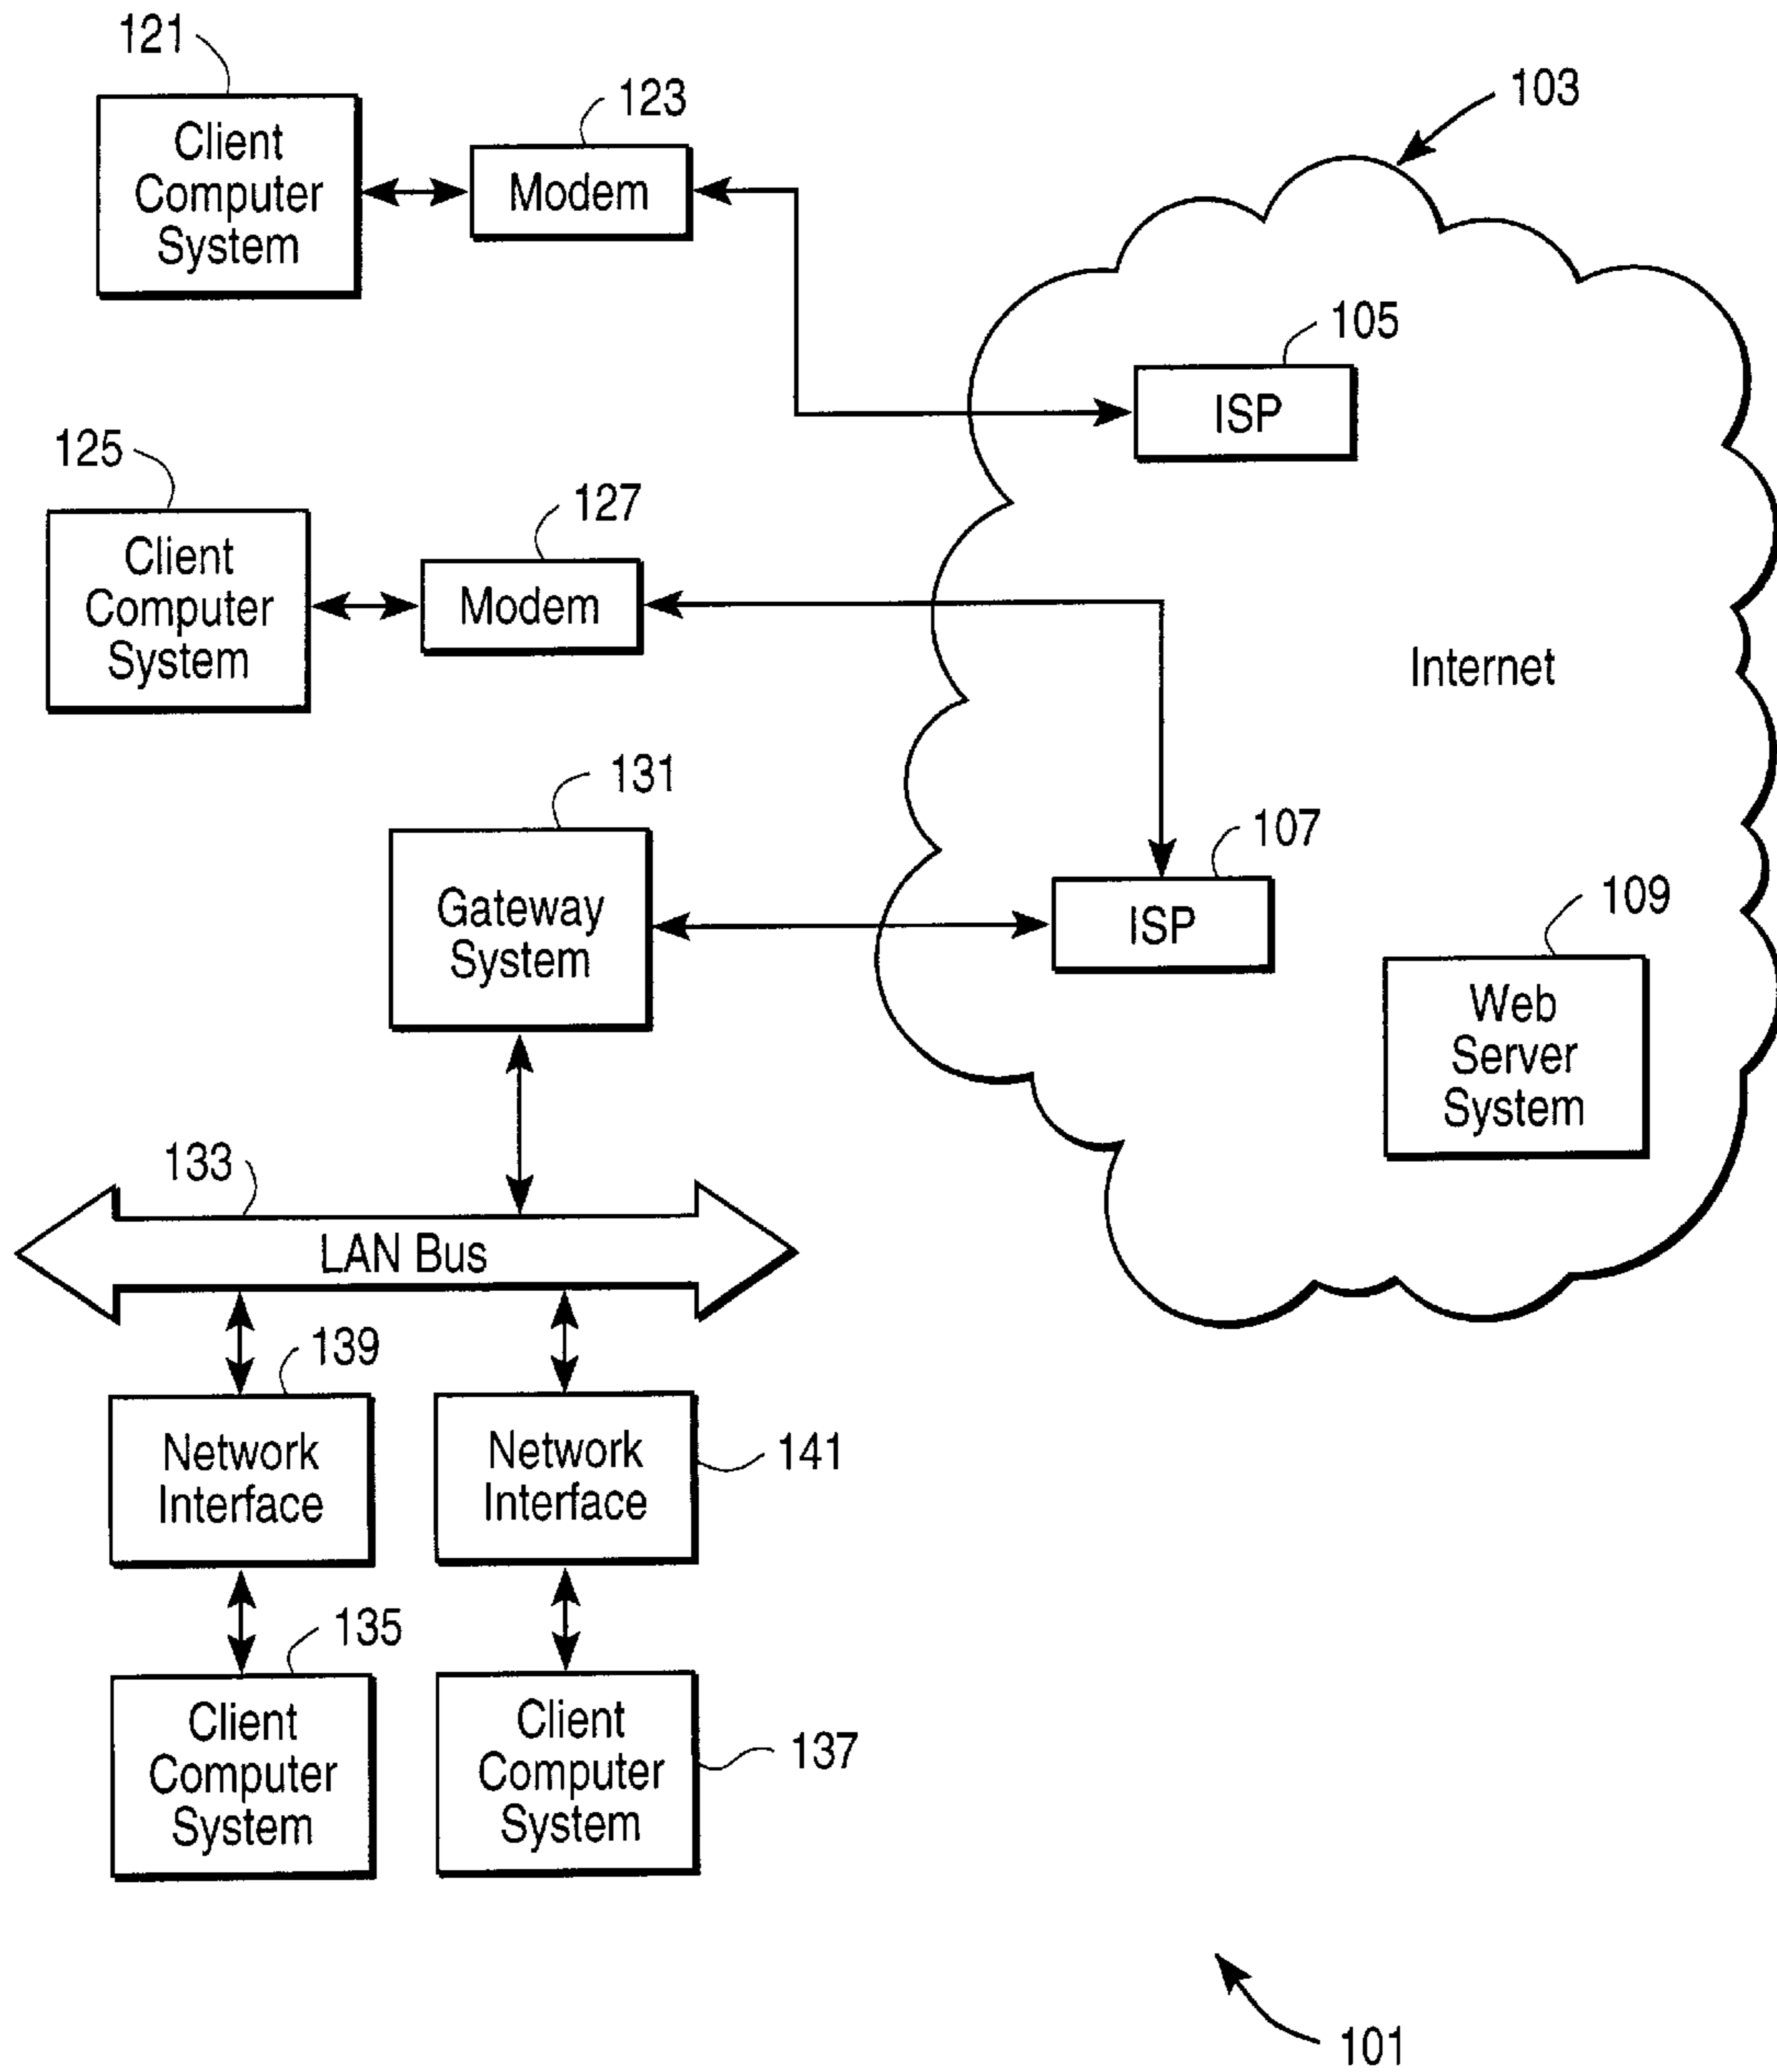 121
123
103
Client
Computer
System
Modem
105
ISP
125
127
Client
Computer
System
Modem
Internet
131
107
Gateway
System
ISP
109
Web
Server
System
133
LAN Bus
139
Network
Interface
Network
Interface
141
135
Client
Computer
System
Client
Computer
System
137
101